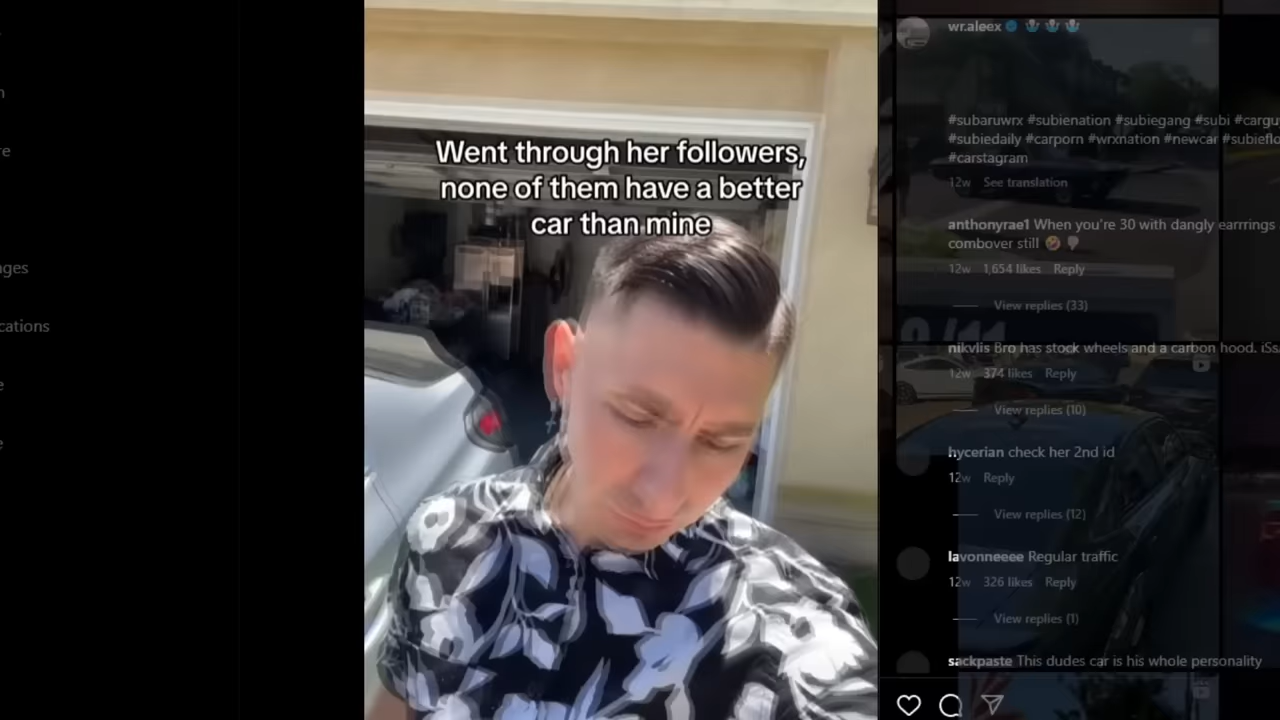 Went through her followers,
none of them have a better
car than mine
wr.aleex
#subaruwrx #subienation #subiegang #subi
#subiedaily #carporn #wrxnation #newcar
#carstagram
12w See translation
anthonyrae1 When you're 30 with dangly earrrings
combover still
12w 1,654 likes Reply
View replies (33)
nikvlis Bro has stock wheels and a carbon hood.
12w 374 likes Reply
View replies (10)
hycerian check her 2nd id
12w Reply
View replies (12)
lavonneeee Regular traffic
12w 326 likes Reply
View replies (1)
sackpaste This dudes car is his whole personality